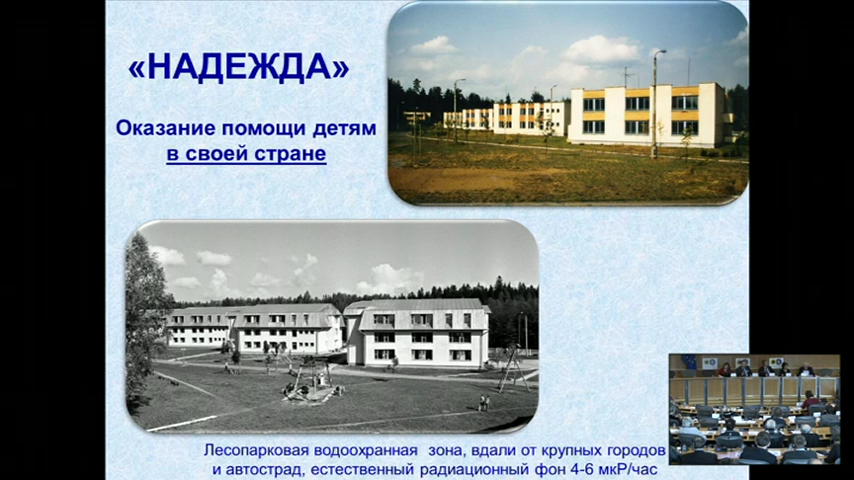 «НАДЕЖДА»
Оказание помощи детям
в своей стране
Лесопарковая водоохранная зона, вдали от крупных городов
и автострад, естественный радиационный фон 4-6 мкР/час